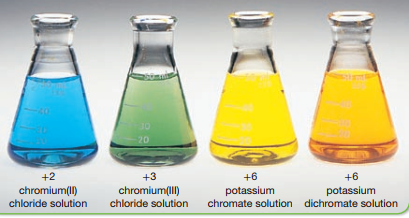 +2
chromium(II)
chloride solution
+3
chromium(III)
chloride solution
+6
potassium
chromate solution
+6
potassium
dichromate solution